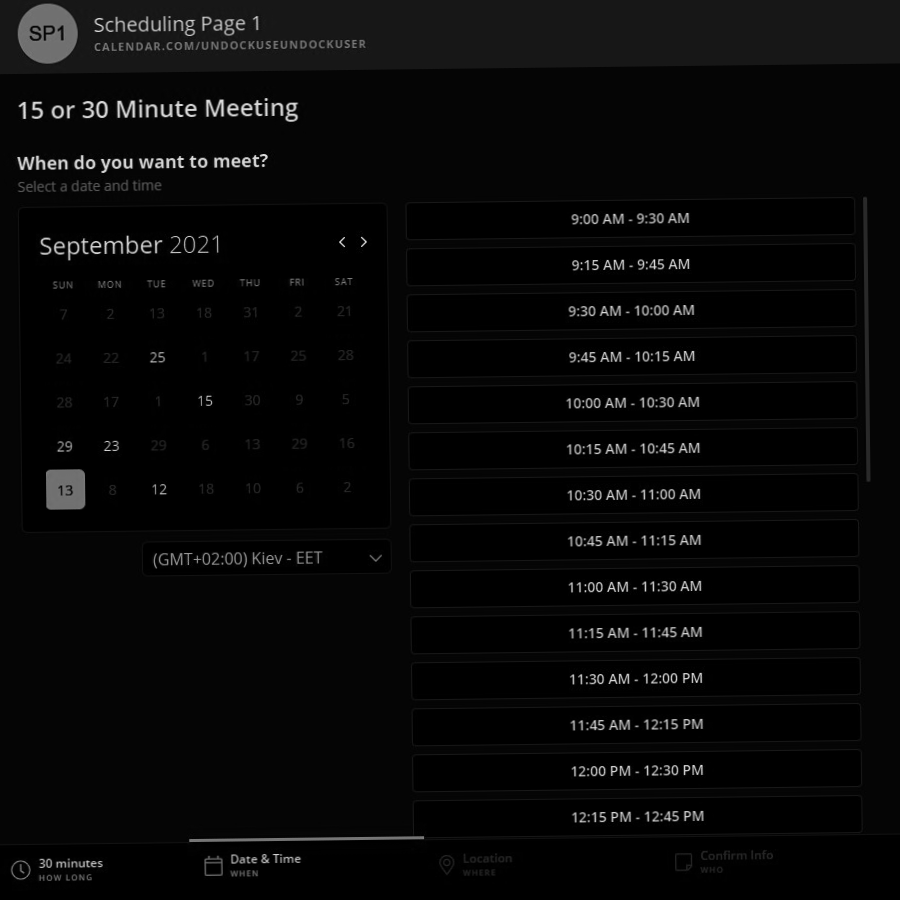 SP1
Scheduling Page 1
CALENDAR.COM/UNDOCKUSEUNDOCKUSER
15 or 30 Minute Meeting
When do you want to meet?
Select a date and time
September 2021
SUN MON TUE WED THU FRI SAT
7 2 13 18 31 2 21
24 22 25 1 17 25 28
28 17 1 15 30 9 5
29 23 29 6 13 29 16
13 8 12 18 10 6 2
(GMT+02:00) Kiev - EET
9:00 AM - 9:30 AM
9:15 AM - 9:45 AM
9:30 AM - 10:00 AM
9:45 AM - 10:15 AM
10:00 AM - 10:30 AM
10:15 AM - 10:45 AM
10:30 AM - 11:00 AM
10:45 AM - 11:15 AM
11:00 AM - 11:30 AM
11:15 AM - 11:45 AM
11:30 AM - 12:00 PM
11:45 AM - 12:15 PM
12:00 PM - 12:30 PM
12:15 PM - 12:45 PM
30 minutes
HOW LONG
Date & Time
WHEN
Location
WHERE
Confirm Info
WHO